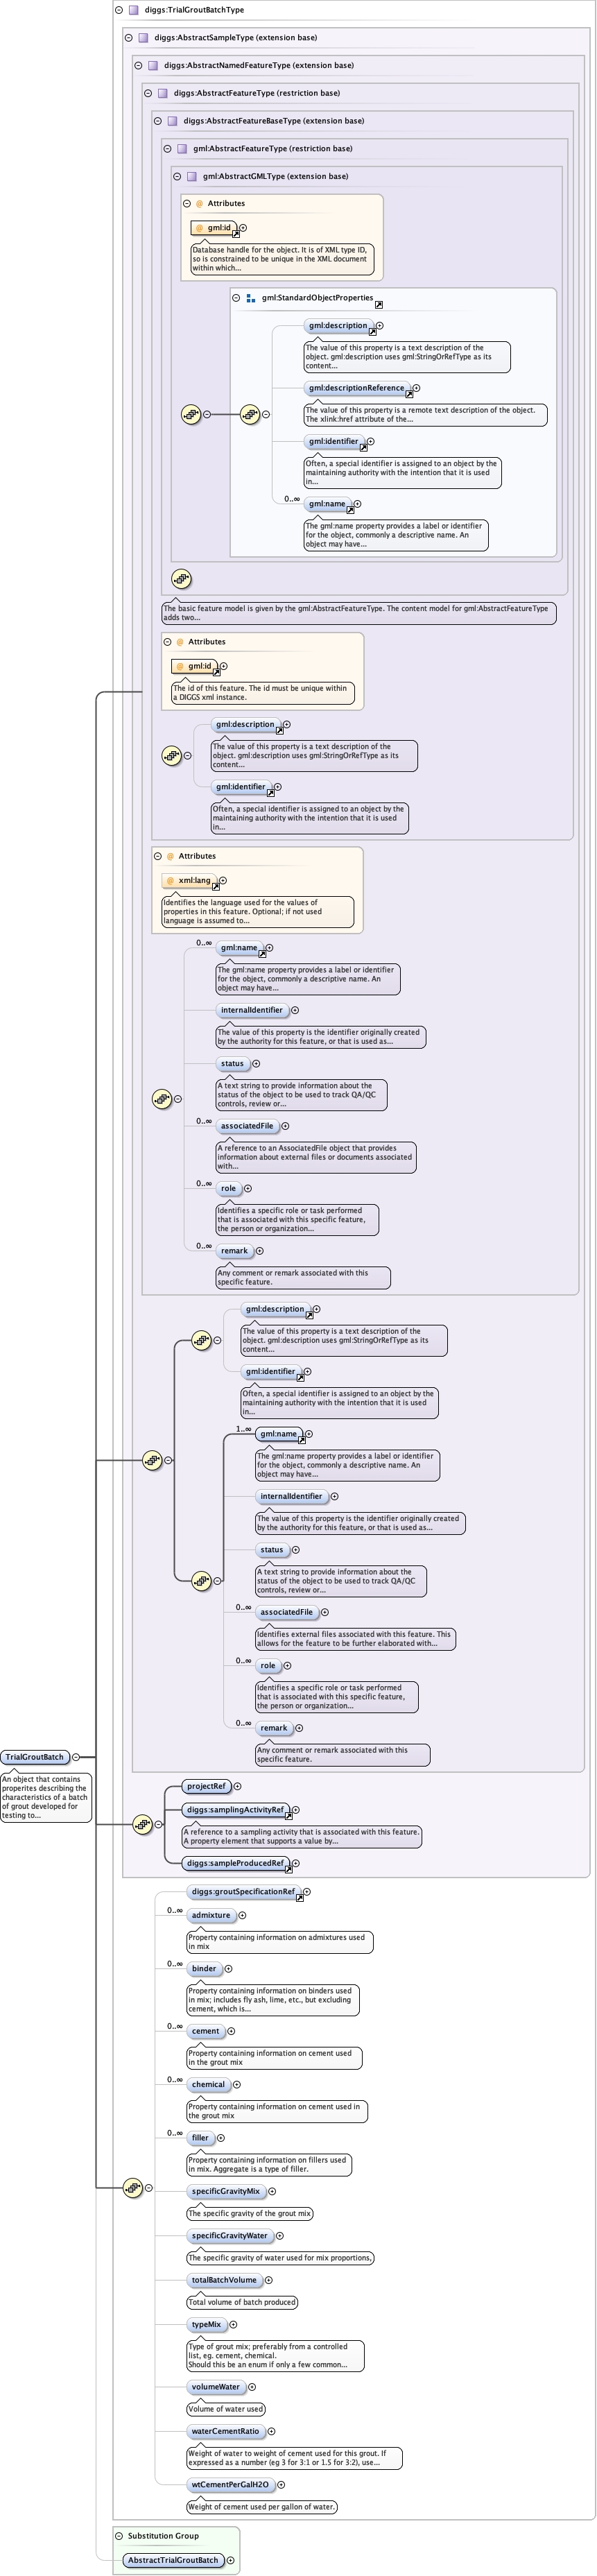 diggs:TrialGroutBatchType
diggs:AbstractSampleType (extension base)
diggs:AbstractNamedFeatureType (extension base)
diggs:AbstractFeatureType (restriction base)
diggs:AbstractFeatureBaseType (extension base)
gml:AbstractFeatureType (restriction base)
gml:AbstractGMLType (extension base)
@ Attributes
@ gml:id
Database handle for the object. It is of XML type ID,
so is constrained to be unique in the XML document
within which...
gml:StandardObjectProperties
gml:description
The value of this property is a text description of the
object. gml:description uses gml:StringOrRefType as its
content...
gml:descriptionReference
The value of this property is a remote text description of the object.
The xlink:href attribute of the...
gml:identifier
Often, a special identifier is assigned to an object by the
maintaining authority with the intention that it is used
in...
0..∞
gml:name
The gml:name property provides a label or identifier
for the object, commonly a descriptive name. An
object may have...
The basic feature model is given by the gml:AbstractFeatureType. The content model for gml:AbstractFeatureType
adds two...
@ Attributes
@ gml:id
The id of this feature. The id must be unique within
a DIGGS xml instance.
gml:description
The value of this property is a text description of the
object. gml:description uses gml:StringOrRefType as its
content...
gml:identifier
Often, a special identifier is assigned to an object by the
maintaining authority with the intention that it is used
in...
@ Attributes
@ xml:lang
Identifies the language used for the values of
properties in this feature. Optional; if not used
language is assumed to...
0..∞
gml:name
The gml:name property provides a label or identifier
for the object, commonly a descriptive name. An
object may have...
internalIdentifier
The value of this property is the identifier originally created
by the authority for this feature, or that is used as...
status
A text string to provide information about the
status of the object to be used to track QA/QC
controls, review or...
0..∞
associatedFile
A reference to an AssociatedFile object that provides
information about external files or documents associated
with...
0..∞
role
Identifies a specific role or task performed
that is associated with this specific feature,
the person or organization...
0..∞
remark
Any comment or remark associated with this
specific feature.
gml:description
The value of this property is a text description of the
object. gml:description uses gml:StringOrRefType as its
content...
gml:identifier
Often, a special identifier is assigned to an object by the
maintaining authority with the intention that it is used
in...
1..∞
gml:name
The gml:name property provides a label or identifier
for the object, commonly a descriptive name. An
object may have...
internalIdentifier
The value of this property is the identifier originally created
by the authority for this feature, or that is used as...
status
A text string to provide information about the
status of the object to be used to track QA/QC
controls, review or...
0..∞
associatedFile
Identifies external files associated with this feature. This
allows for the feature to be further elaborated with...
0..∞
role
Identifies a specific role or task performed
that is associated with this specific feature,
the person or organization...
0..∞
remark
Any comment or remark associated with this
specific feature.
TrialGroutBatch
An object that contains
properites describing the
characteristics of a batch
of grout developed for
testing to...
projectRef
diggs:samplingActivityRef
A reference to a sampling activity that is associated with this feature.
A property element that supports a value by...
diggs:sampleProducedRef
diggs:groutSpecificationRef
0..∞
admixture
Property containing information on admixtures used
in mix
0..∞
binder
Property containing information on binders used
in mix; includes fly ash, lime, etc., but excluding
cement, which is...
0..∞
cement
Property containing information on cement used
in the grout mix
0..∞
chemical
Property containing information on cement used in
the grout mix
0..∞
filler
Property containing information on fillers used
in mix. Aggregate is a type of filler.
specificGravityMix
The specific gravity of the grout mix
specificGravityWater
The specific gravity of water used for mix proportions,
totalBatchVolume
Total volume of batch produced
typeMix
Type of grout mix; preferably from a controlled
list, eg. cement, chemical.
Should this be an enum if only a few common...
volumeWater
Volume of water used
waterCementRatio
Weight of water to weight of cement used for this grout. If
expressed as a number (eg 3 for 3:1 or 1.5 for 3:2), use...
wtCementPerGalH2O
Weight of cement used per gallon of water.
Substitution Group
AbstractTrialGroutBatch